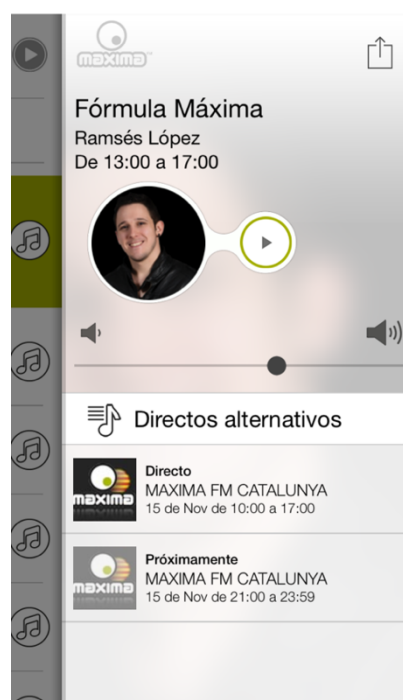 maxima
Fórmula Máxima
Ramsés López
De 13:00 a 17:00
Directos alternativos
maxima
Directo
MAXIMA FM CATALUNYA
15 de Nov de 10:00 a 17:00
maxima
Próximamente
MAXIMA FM CATALUNYA
15 de Nov de 21:00 a 23:59